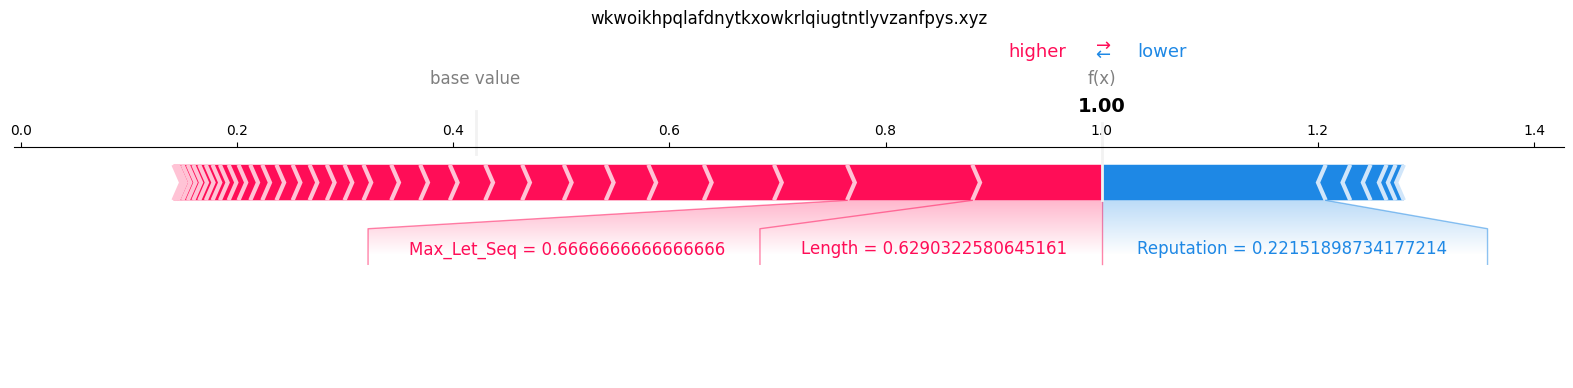 wkwoikhpqlafdnytkxowkrlqiugtntlyvzanfpys.xyz
higher ⇄ lower
base value f(x)
1.00
0.0 0.2 0.4 0.6 0.8 1.0 1.2 1.4
Max_Let_Seq = 0.6666666666666666 Length = 0.6290322580645161 Reputation = 0.22151898734177214